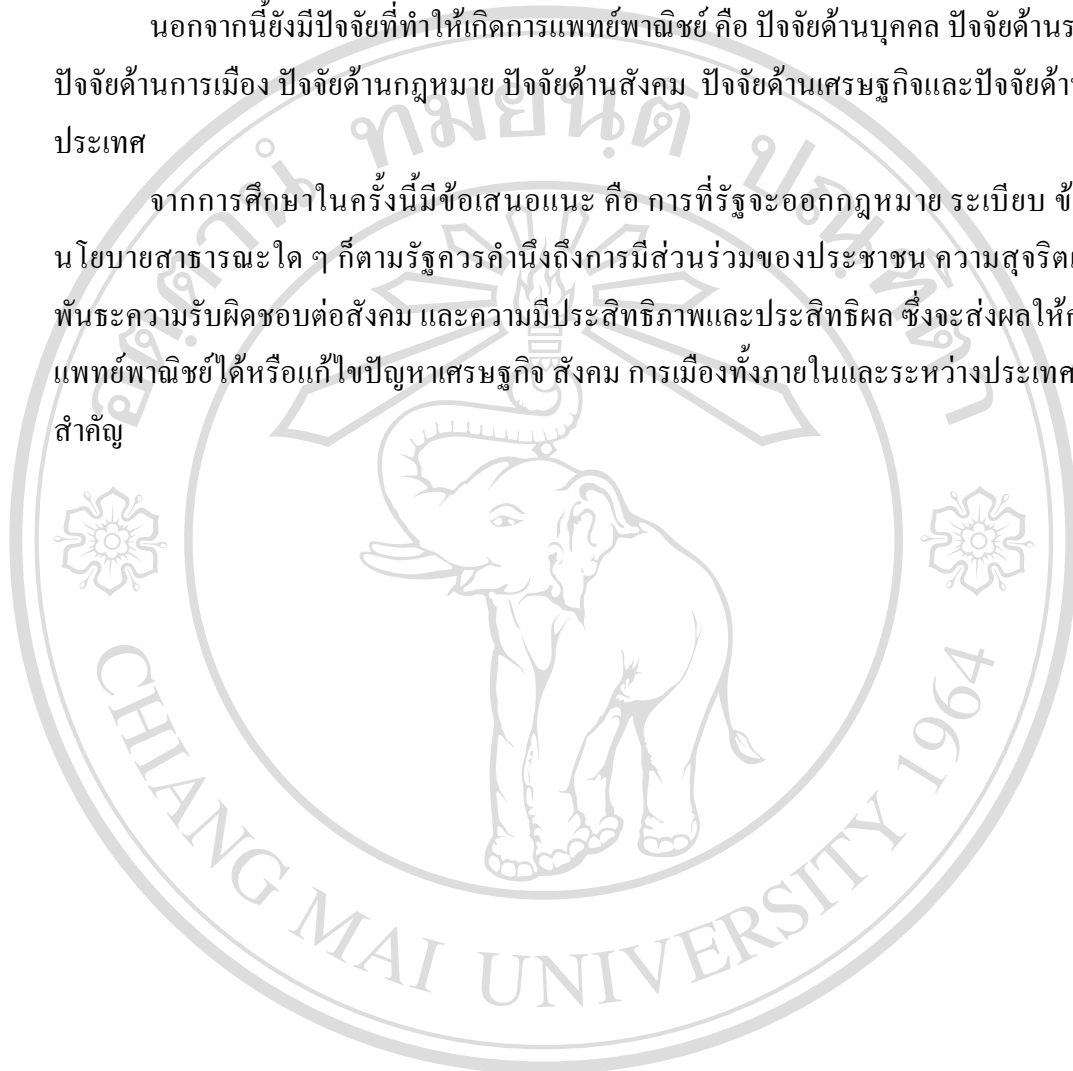 นอกจากนี้ยังมีปัจจัยที่ทำให้เกิดการแพทย์พาณิชย์ คือ ปัจจัยด้านบุคคล ปัจจัยด้าน
ปัจจัยด้านการเมือง ปัจจัยด้านกฎหมาย ปัจจัยด้านสังคม ปัจจัยด้านเศรษฐกิจและปัจจัย
ประเทศ
จากการศึกษาในครั้งนี้มีข้อเสนอแนะ คือ การที่รัฐจะออกกฎหมาย ระเบียบ
นโยบายสาธารณะใด ๆ ก็ตามรัฐควรคำนึงถึงการมีส่วนร่วมของประชาชน ความสุจริต
พันธะความรับผิดชอบต่อสังคม และความมีประสิทธิภาพและประสิทธิผล ซึ่งจะส่งผลให้
แพทย์พาณิชย์ได้หรือแก้ไขปัญหาเศรษฐกิจ สังคม การเมืองทั้งภายในและระหว่างประเทศ
สำคัญ
อตฺตานํ ทมยนฺติ ปณฺฑิตา
CHIANG MAI UNIVERSITY 1964